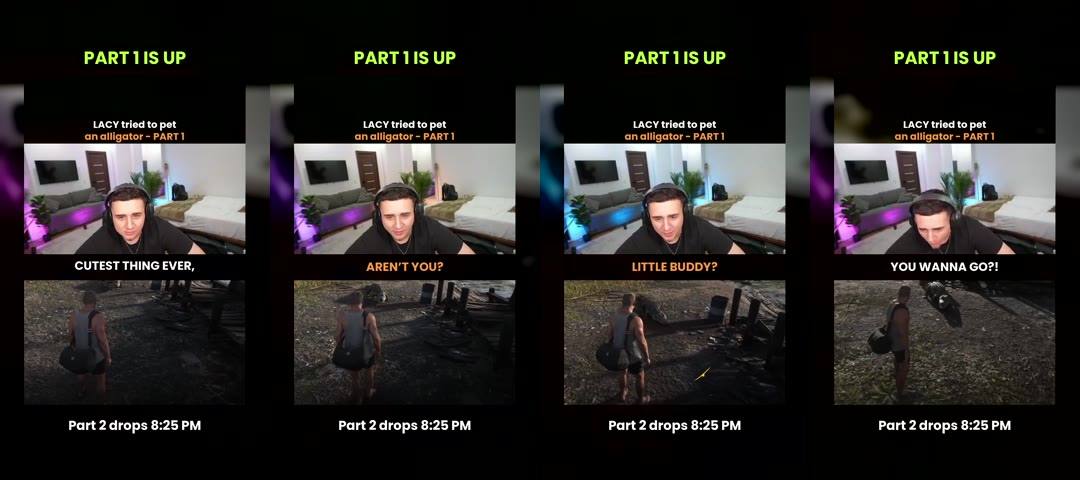 PART 1 IS UP
LACY tried to pet
an alligator - PART 1
CUTEST THING EVER,
Part 2 drops 8:25 PM
PART 1 IS UP
LACY tried to pet
an alligator - PART 1
AREN'T YOU?
Part 2 drops 8:25 PM
PART 1 IS UP
LACY tried to pet
an alligator - PART 1
LITTLE BUDDY?
Part 2 drops 8:25 PM
PART 1 IS UP
LACY tried to pet
an alligator - PART 1
YOU WANNA GO?!
Part 2 drops 8:25 PM